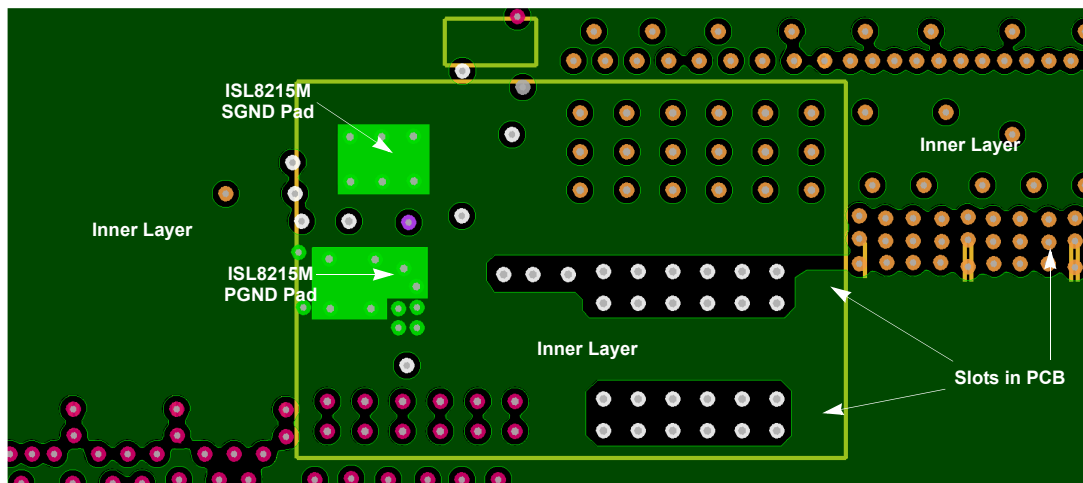 ISL8215M
SGND Pad
Inner Layer
Inner Layer
ISL8215M
PGND Pad
Inner Layer
Slots in PCB